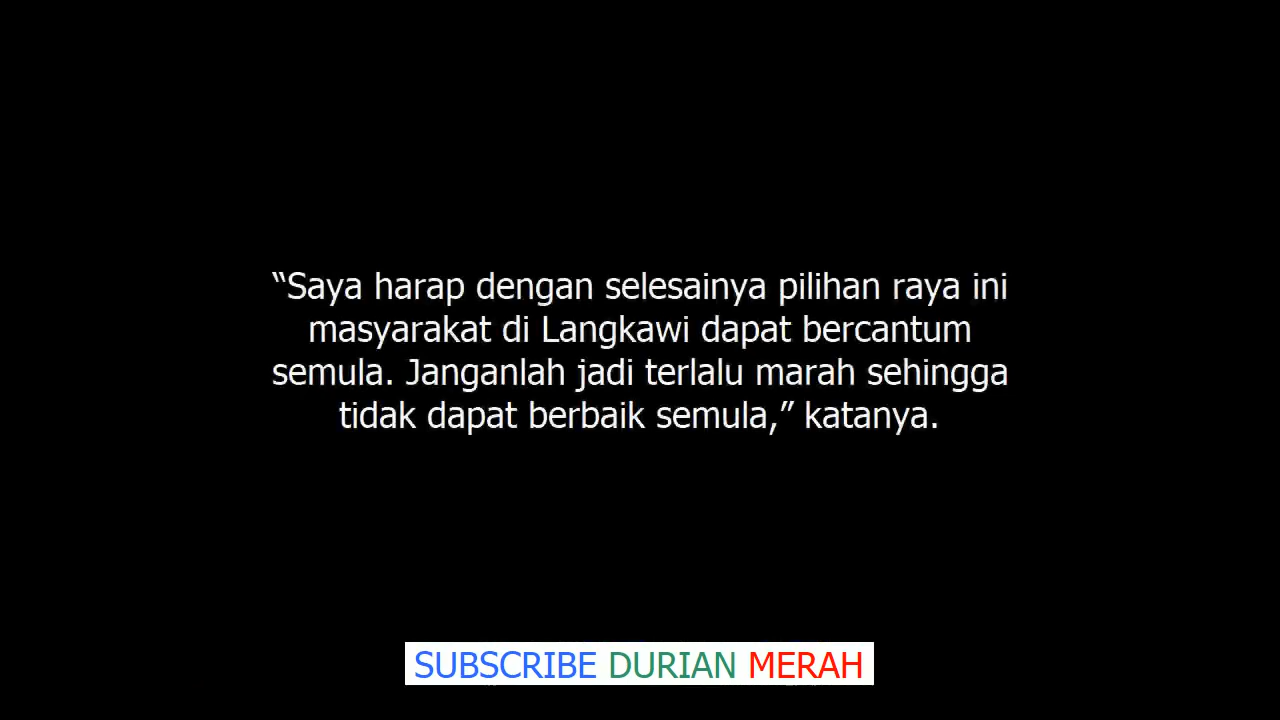 “Saya harap dengan selesainya pilihan raya ini
masyarakat di Langkawi dapat bercantum
semula. Janganlah jadi terlalu marah sehingga
tidak dapat berbaik semula,” katanya.
SUBSCRIBE DURIAN MERAH